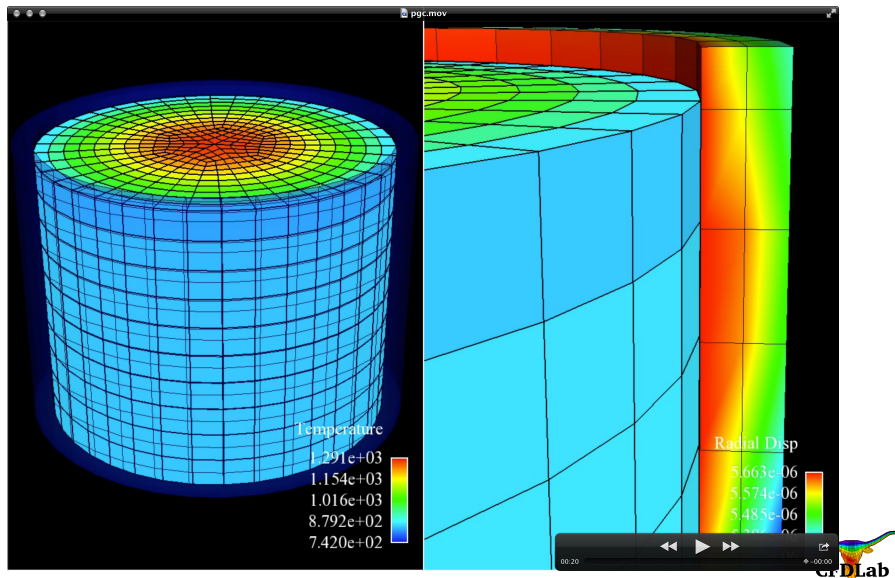 pgc.mov
Temperature
1.291e+03
1.154e+03
1.016e+03
8.792e+02
7.420e+02
Radial Disp
5.663e-06
5.574e-06
5.485e-06
00:20
-00:00
CFDLab